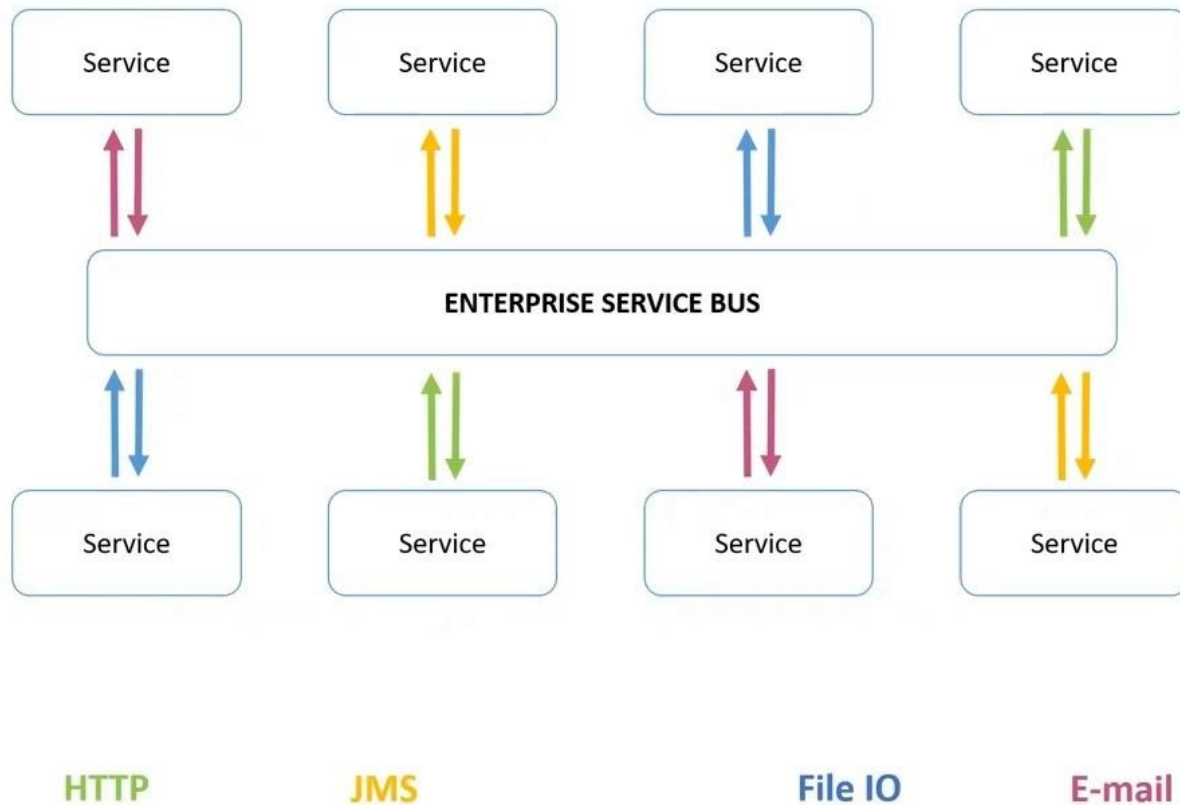 Service
Service
Service
Service
ENTERPRISE SERVICE BUS
Service
Service
Service
Service
HTTP
JMS
File IO
E-mail